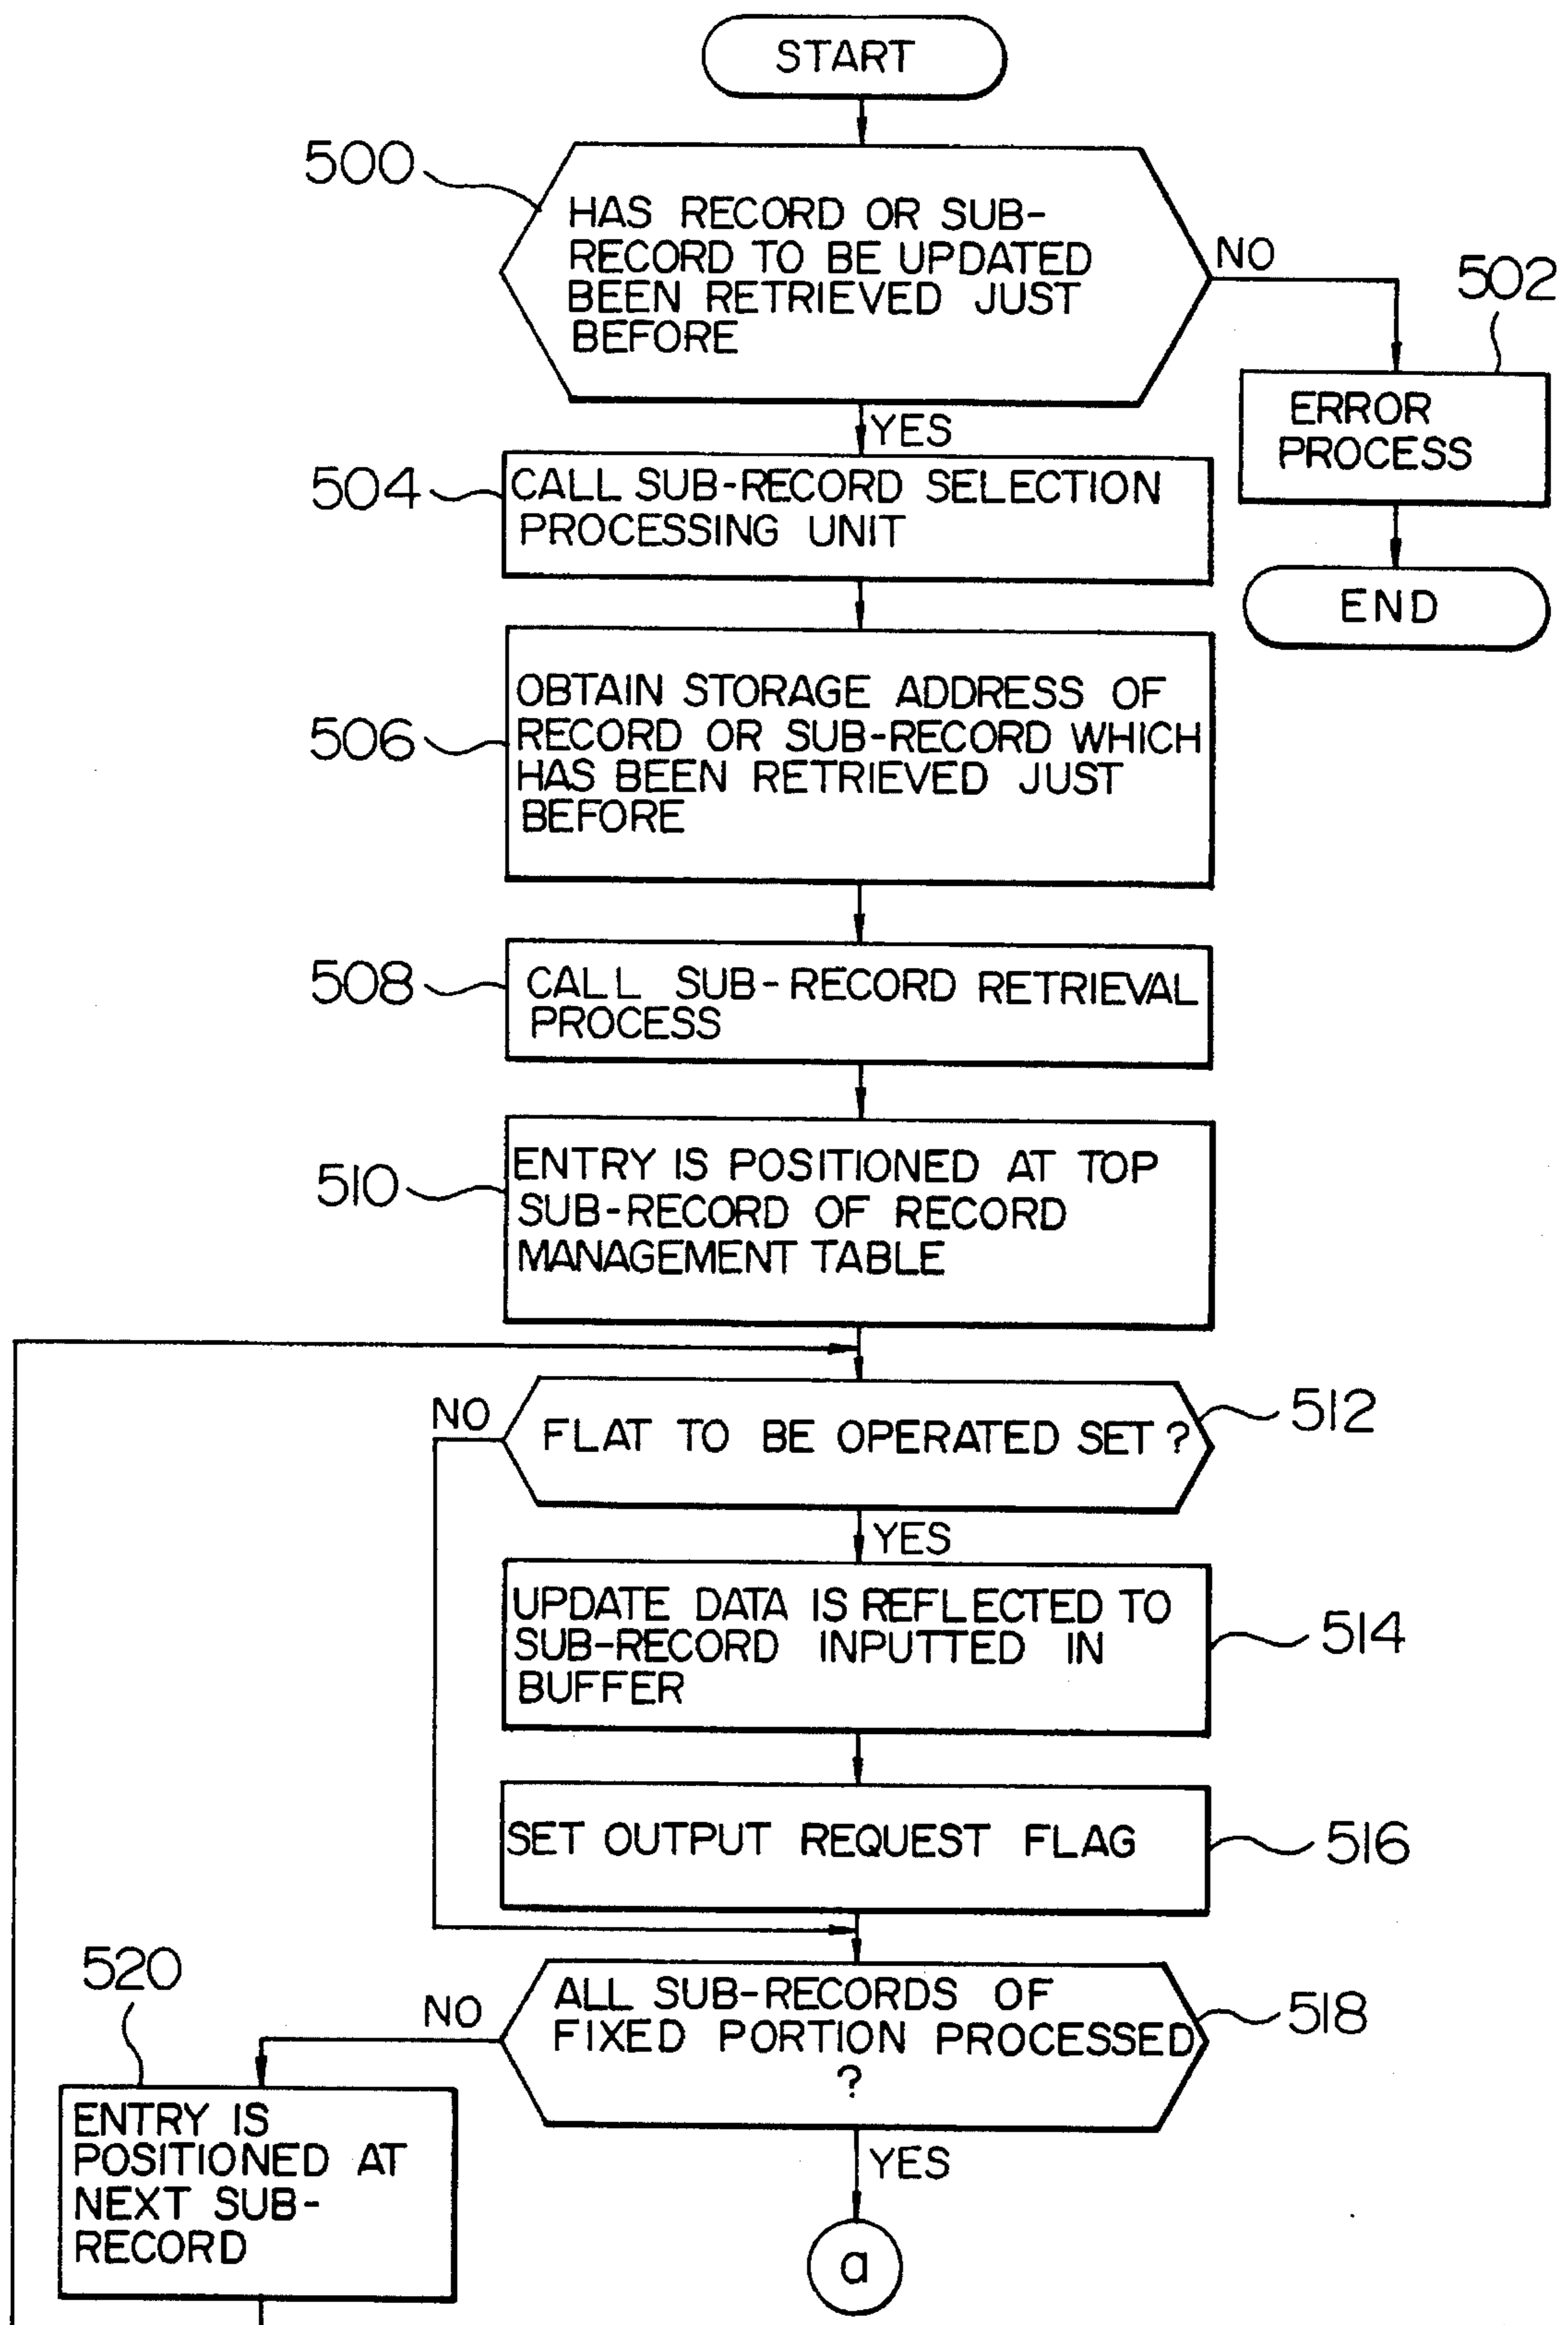 START
500
HAS RECORD OR SUB-
RECORD TO BE UPDATED
BEEN RETRIEVED JUST
BEFORE
NO
502
ERROR
PROCESS
END
YES
504
CALL SUB-RECORD SELECTION
PROCESSING UNIT
506
OBTAIN STORAGE ADDRESS OF
RECORD OR SUB-RECORD WHICH
HAS BEEN RETRIEVED JUST
BEFORE
508
CALL SUB-RECORD RETRIEVAL
PROCESS
510
ENTRY IS POSITIONED AT TOP
SUB-RECORD OF RECORD
MANAGEMENT TABLE
NO
FLAT TO BE OPERATED SET ?
512
YES
UPDATE DATA IS REFLECTED TO
SUB-RECORD INPUTTED IN
BUFFER
514
SET OUTPUT REQUEST FLAG
516
520
NO
ALL SUB-RECORDS OF
FIXED PORTION PROCESSED
?
518
ENTRY IS
POSITIONED AT
NEXT SUB-
RECORD
YES
a